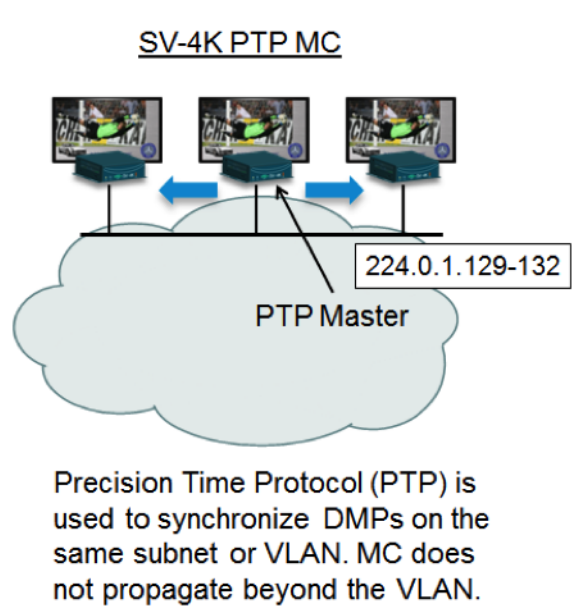 SV-4K PTP MC
224.0.1.129-132
PTP Master
Precision Time Protocol (PTP) is
used to synchronize DMPs on the
same subnet or VLAN. MC does
not propagate beyond the VLAN.